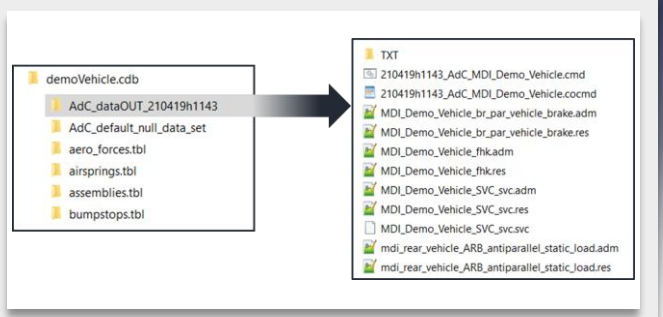 demoVehicle.cdb
AdC_dataOUT_210419h1143
AdC_default_null_data_set
aero_forces.tbl
airsprings.tbl
assemblies.tbl
bumpstops.tbl
TXT
210419h1143_AdC_MDI_Demo_Vehicle.cmd
210419h1143_AdC_MDI_Demo_Vehicle.cocmd
MDI_Demo_Vehicle_br_par_vehicle_brake.adm
MDI_Demo_Vehicle_br_par_vehicle_brake.res
MDI_Demo_Vehicle_fhk.adm
MDI_Demo_Vehicle_fhk.res
MDI_Demo_Vehicle_SVC_svc.adm
MDI_Demo_Vehicle_SVC_svc.res
MDI_Demo_Vehicle_SVC_svc.svc
mdi_rear_vehicle_ARB_antiparallel_static_load.adm
mdi_rear_vehicle_ARB_antiparallel_static_load.res